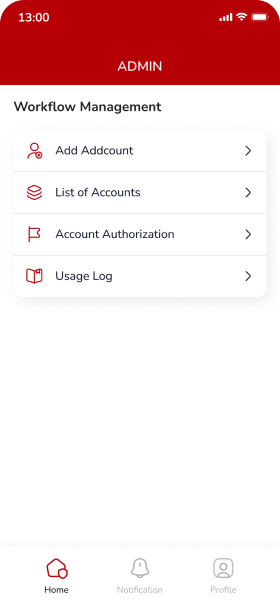 13:00
ADMIN
Workflow Management
Add Addcount
List of Accounts
Account Authorization
Usage Log
Home
Notification
Profile